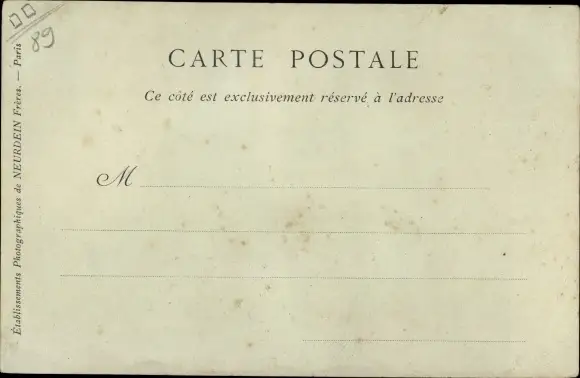 CARTE POSTALE
Ce côté est exclusivement réservé à l'adresse
M
Établissements Photographiques de NEURDEIN Frères. — Paris
89